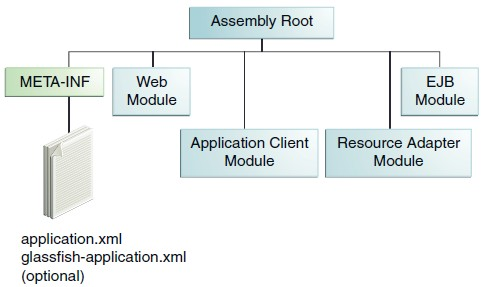 Assembly Root
META-INF
Web
Module
EJB
Module
Application Client
Module
Resource Adapter
Module
application.xml
glassfish-application.xml
(optional)